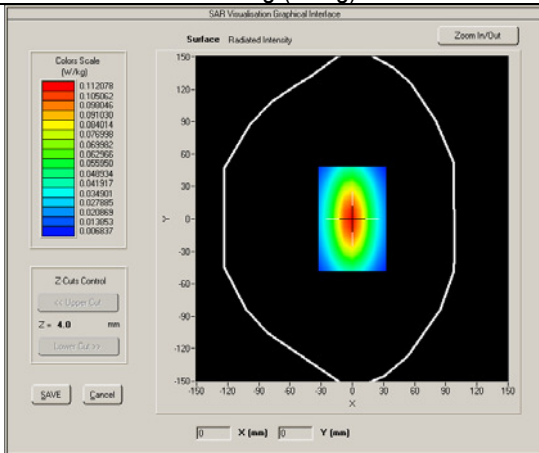 SAR Visualisation Graphical Interface
Surface Radiated Intensity
Zoom In/Out
Colors Scale
(W/kg)
0.112078
0.105062
0.098046
0.091030
0.084014
0.076998
0.069982
0.062966
0.055950
0.048934
0.041917
0.034901
0.027885
0.020869
0.013853
0.006837
150
120
90
60
30
0
-30
-60
-90
-120
-150
Y
-150 -120 -90 -60 -30 0 30 60 90 120 150
X
Z Cuts Control
<< Upper Cut
Z = 4.0 mm
Lower Cut >>
SAVE Cancel
0 X (mm) 0 Y (mm)